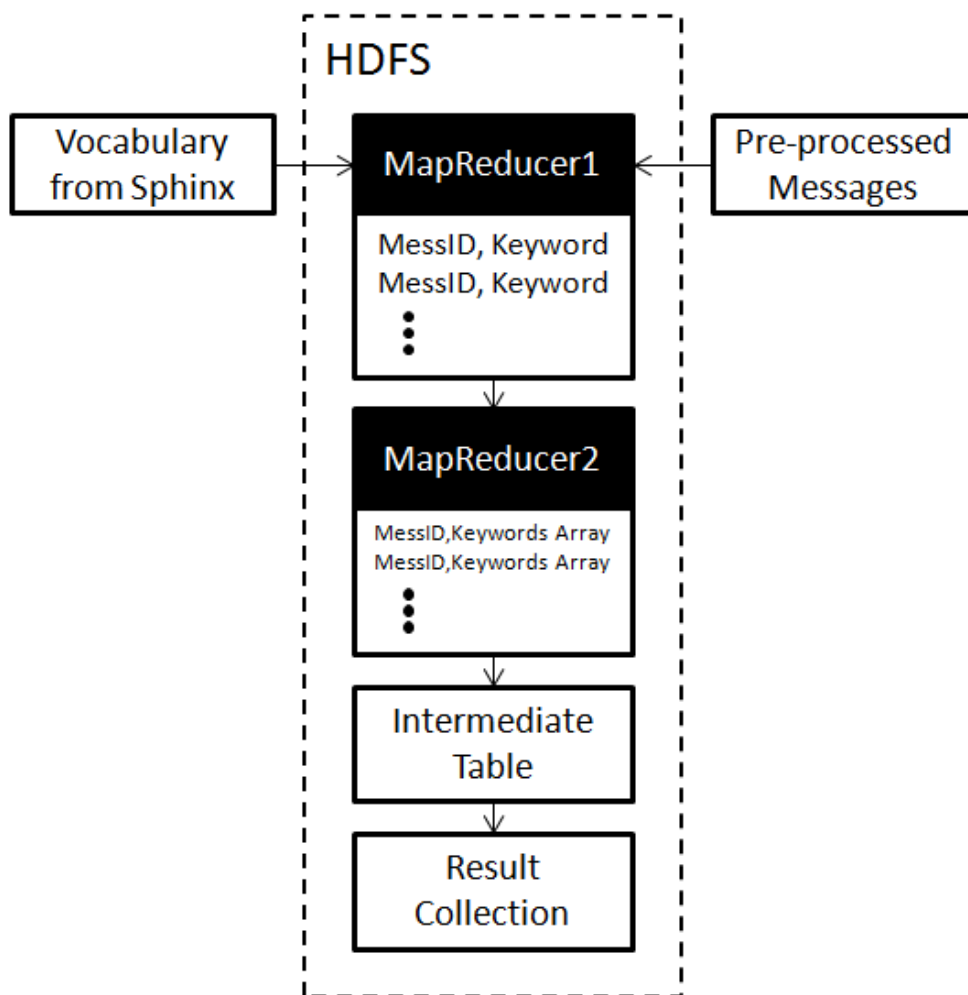 HDFS
Vocabulary
from Sphinx
MapReducer1
Pre-processed
Messages
MessID, Keyword
MessID, Keyword
MapReducer2
MessID,Keywords Array
MessID,Keywords Array
Intermediate
Table
Result
Collection